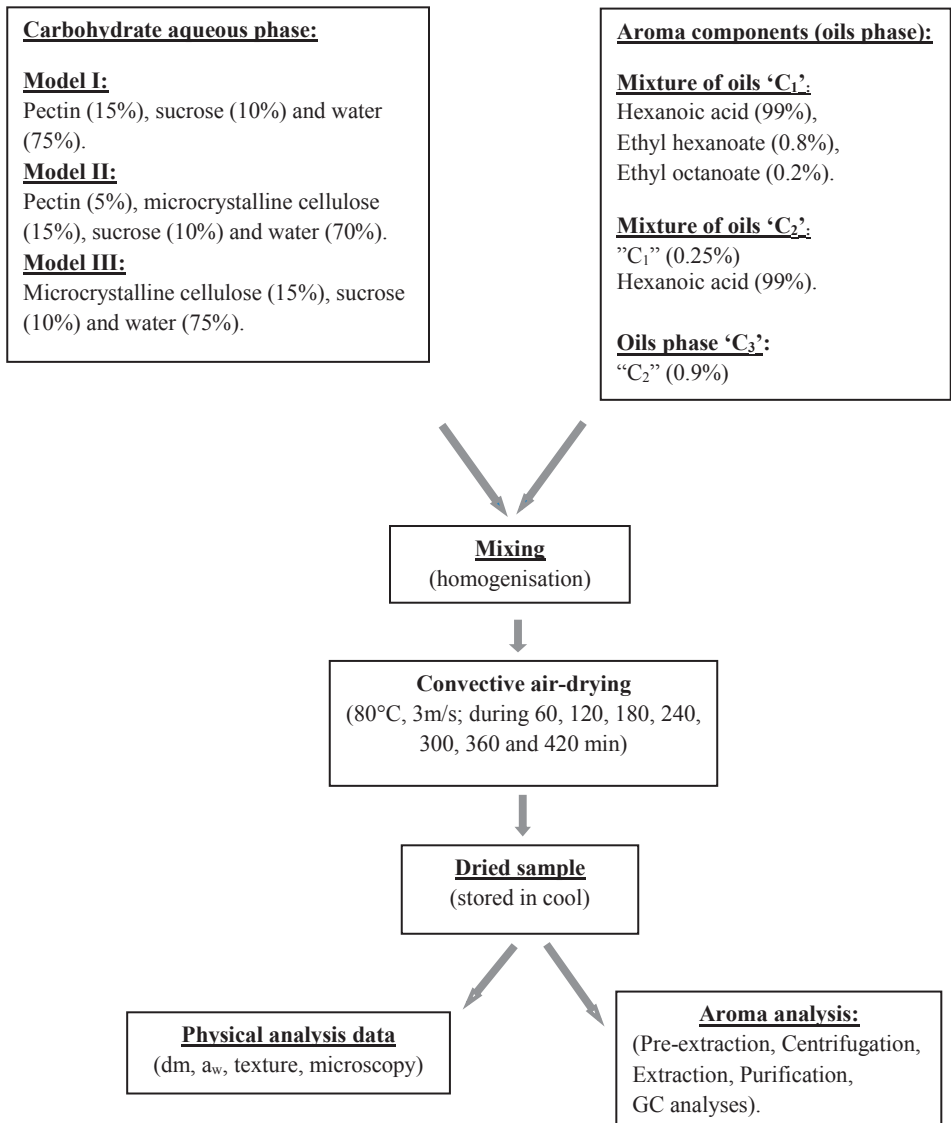 Carbohydrate aqueous phase:
Model I:
Pectin (15%), sucrose (10%) and water
(75%).
Model II:
Pectin (5%), microcrystalline cellulose
(15%), sucrose (10%) and water (70%).
Model III:
Microcrystalline cellulose (15%), sucrose
(10%) and water (75%).
Aroma components (oils phase):
Mixture of oils ‘C₁’:
Hexanoic acid (99%),
Ethyl hexanoate (0.8%),
Ethyl octanoate (0.2%).
Mixture of oils ‘C₂’:
”C₁” (0.25%)
Hexanoic acid (99%).
Oils phase ‘C₃’:
“C₂” (0.9%)
Mixing
(homogenisation)
Convective air-drying
(80°C, 3m/s; during 60, 120, 180, 240,
300, 360 and 420 min)
Dried sample
(stored in cool)
Physical analysis data
(dm, a_w, texture, microscopy)
Aroma analysis:
(Pre-extraction, Centrifugation,
Extraction, Purification,
GC analyses).